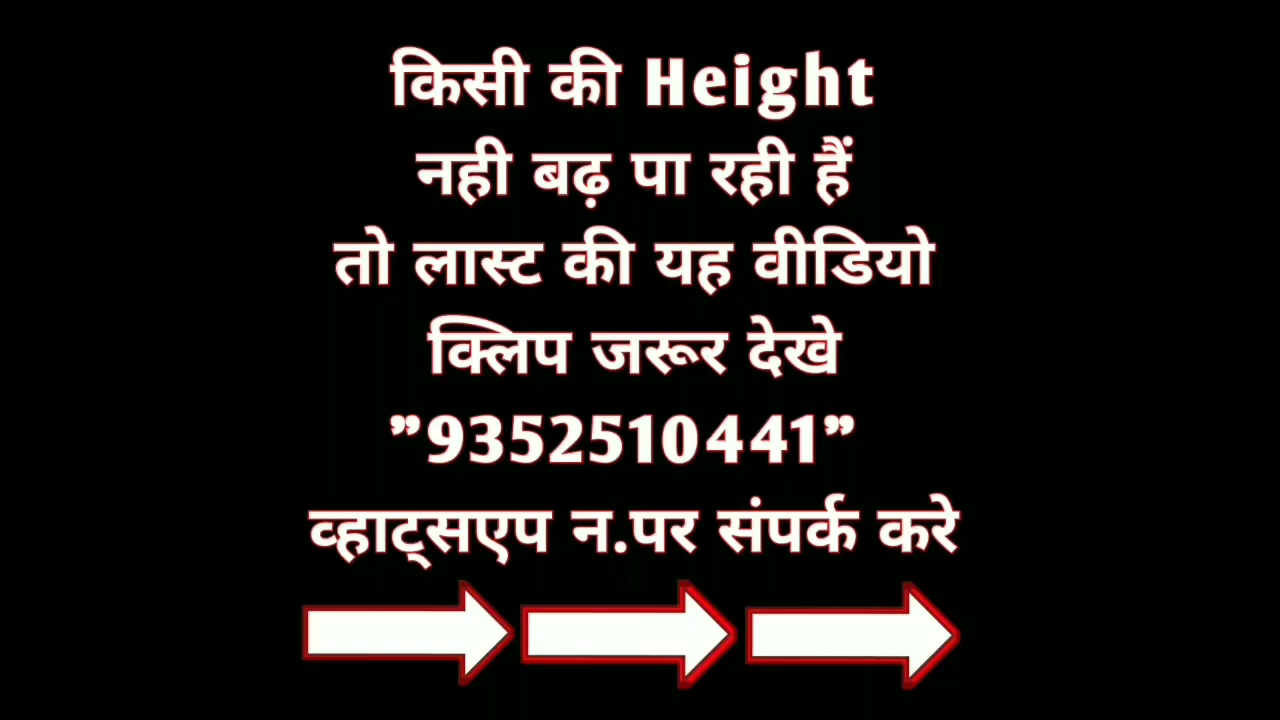 किसी की Height
नही बढ़ पा रही हैं
तो लास्ट की यह वीडियो
क्लिप जरूर देखे
”9352510441”
व्हाट्सएप न.पर संपर्क करे